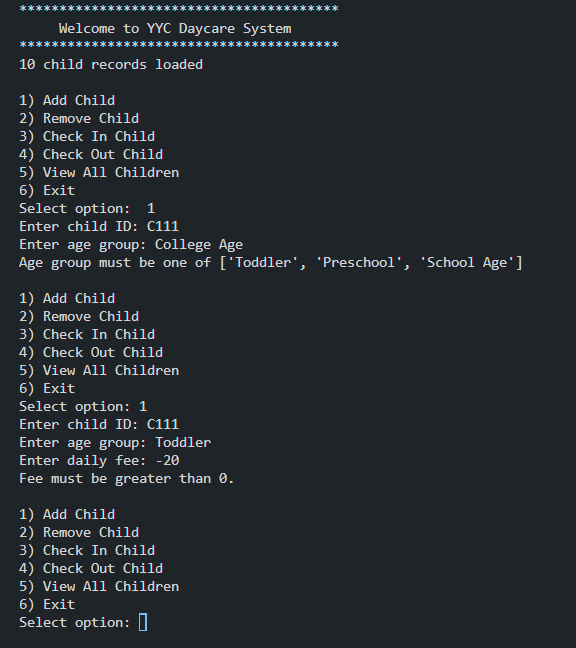 ****************************************
Welcome to YYC Daycare System
****************************************
10 child records loaded
1) Add Child
2) Remove Child
3) Check In Child
4) Check Out Child
5) View All Children
6) Exit
Select option:  1
Enter child ID: C111
Enter age group: College Age
Age group must be one of ['Toddler', 'Preschool', 'School Age']
1) Add Child
2) Remove Child
3) Check In Child
4) Check Out Child
5) View All Children
6) Exit
Select option: 1
Enter child ID: C111
Enter age group: Toddler
Enter daily fee: -20
Fee must be greater than 0.
1) Add Child
2) Remove Child
3) Check In Child
4) Check Out Child
5) View All Children
6) Exit
Select option: